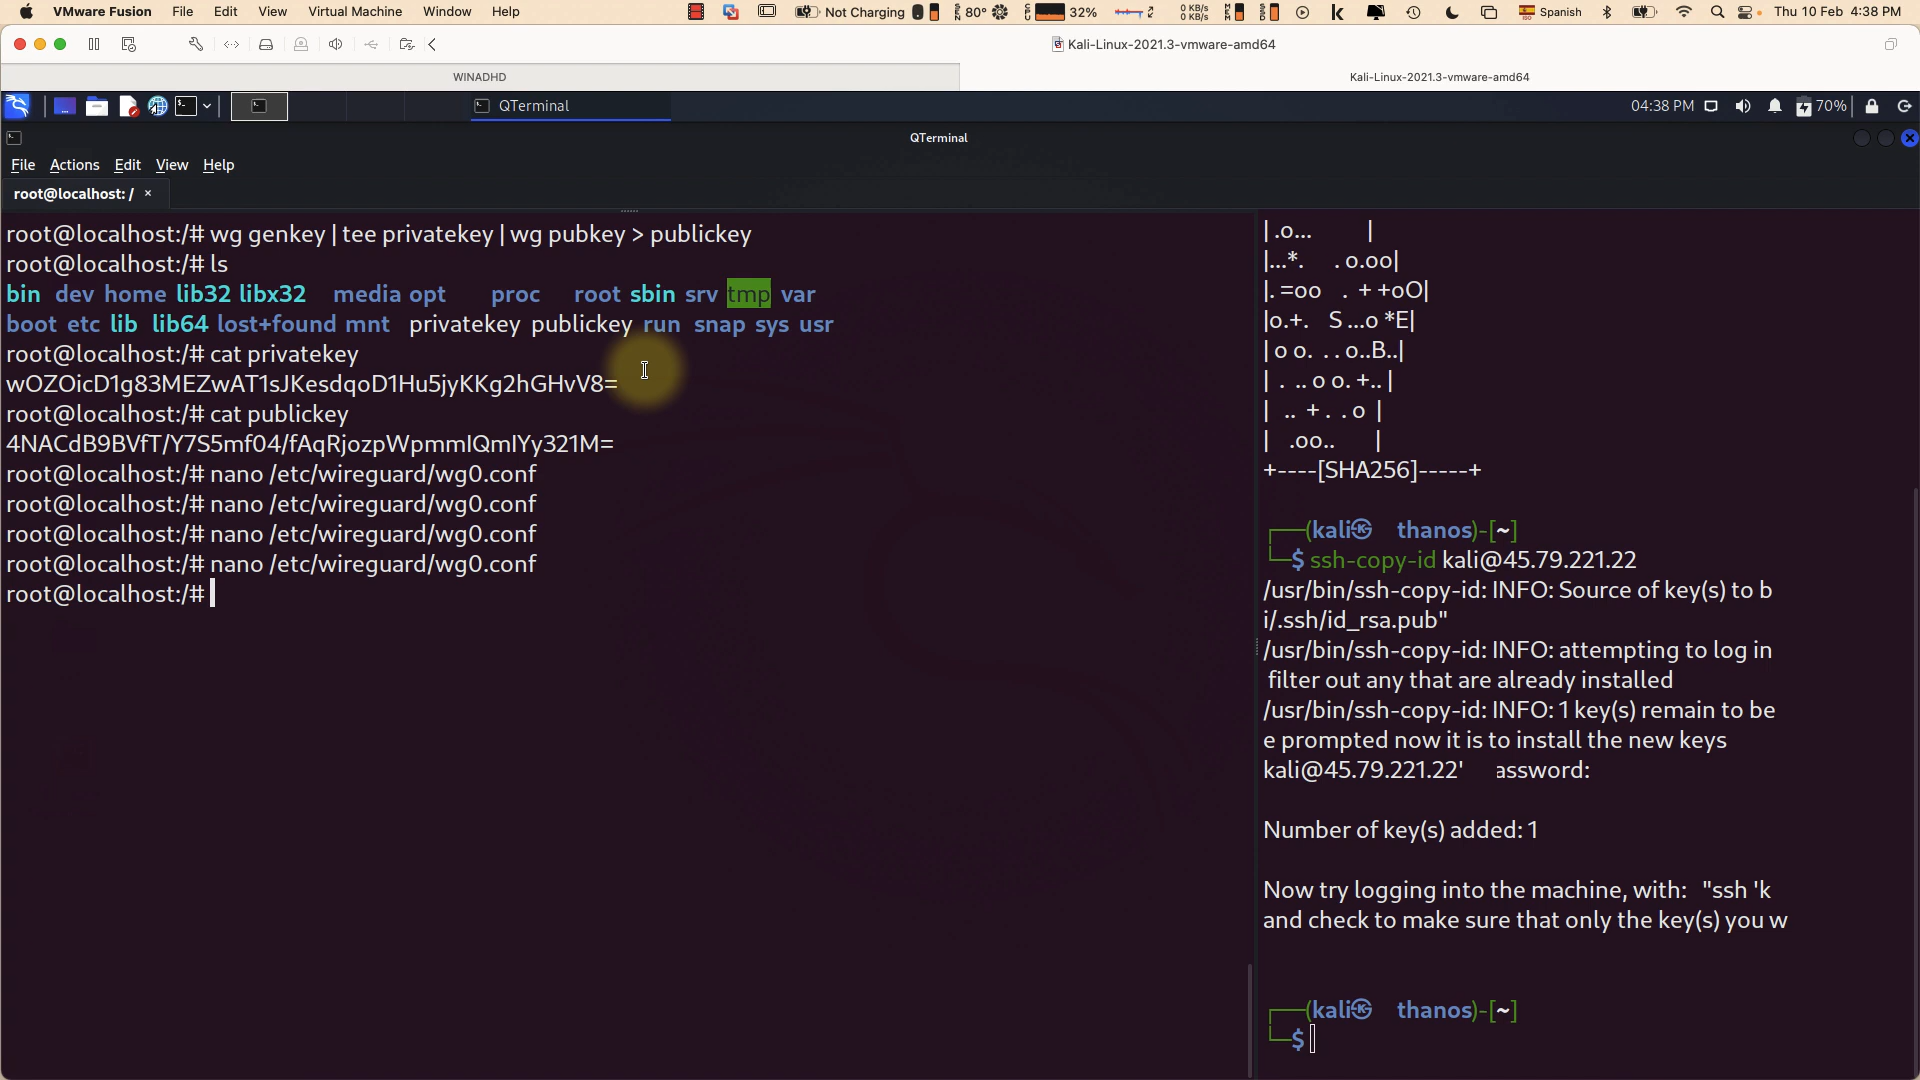 VMware Fusion File Edit View Virtual Machine Window Help Not Charging 80° 32% 0 KB/s 0 KB/s Spanish Thu 10 Feb 4:38 PM
Kali-Linux-2021.3-vmware-amd64
WINADHD Kali-Linux-2021.3-vmware-amd64
QTerminal 04:38 PM 70%
QTerminal
File Actions Edit View Help
root@localhost: / ×
root@localhost:/# wg genkey | tee privatekey | wg pubkey > publickey
root@localhost:/# ls
bin dev home lib32 libx32 media opt proc root sbin srv tmp var
boot etc lib lib64 lost+found mnt privatekey publickey run snap sys usr
root@localhost:/# cat privatekey
wOZOicD1g83MEZwAT1sJKesdqoD1Hu5jyKKg2hGHvV8=
root@localhost:/# cat publickey
4NACdB9BVfT/Y7S5mf04/fAqRjozpWpmmIQmIYy321M=
root@localhost:/# nano /etc/wireguard/wg0.conf
root@localhost:/# nano /etc/wireguard/wg0.conf
root@localhost:/# nano /etc/wireguard/wg0.conf
root@localhost:/# nano /etc/wireguard/wg0.conf
root@localhost:/#
| .o... |
|...*. . o.oo|
|. =oo . + +oO|
|o.+. S ...o *E|
| o o. . . o..B..|
| . .. o o. +.. |
| .. + . . o |
| .oo.. |
+----[SHA256]-----+
┌──(kali㉿ thanos)-[~]
└─$ ssh-copy-id kali@45.79.221.22
/usr/bin/ssh-copy-id: INFO: Source of key(s) to b
i/.ssh/id_rsa.pub"
/usr/bin/ssh-copy-id: INFO: attempting to log in
filter out any that are already installed
/usr/bin/ssh-copy-id: INFO: 1 key(s) remain to be
e prompted now it is to install the new keys
kali@45.79.221.22' assword:
Number of key(s) added: 1
Now try logging into the machine, with: "ssh 'k
and check to make sure that only the key(s) you w
┌──(kali㉿ thanos)-[~]
└─$